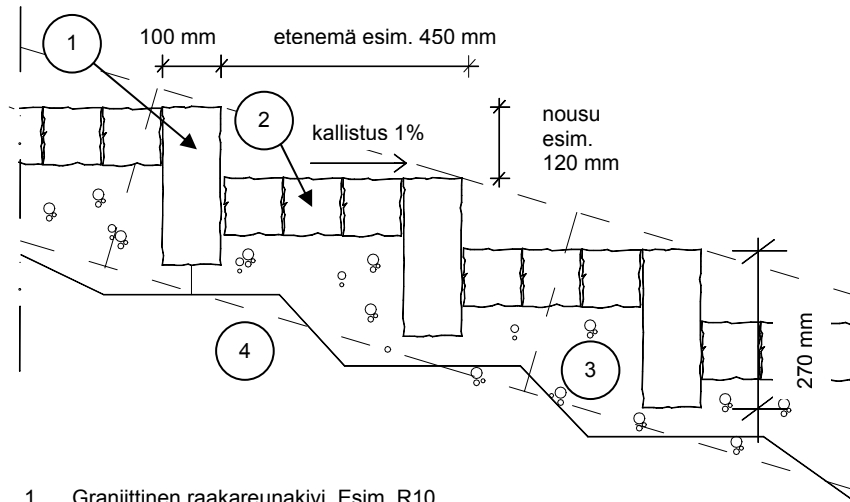 1
100 mm
etenemä esim. 450 mm
2
kallistus 1%
nousu
esim.
120 mm
4
3
270 mm
1. Graniittinen raakareunakivi. Esim. R10